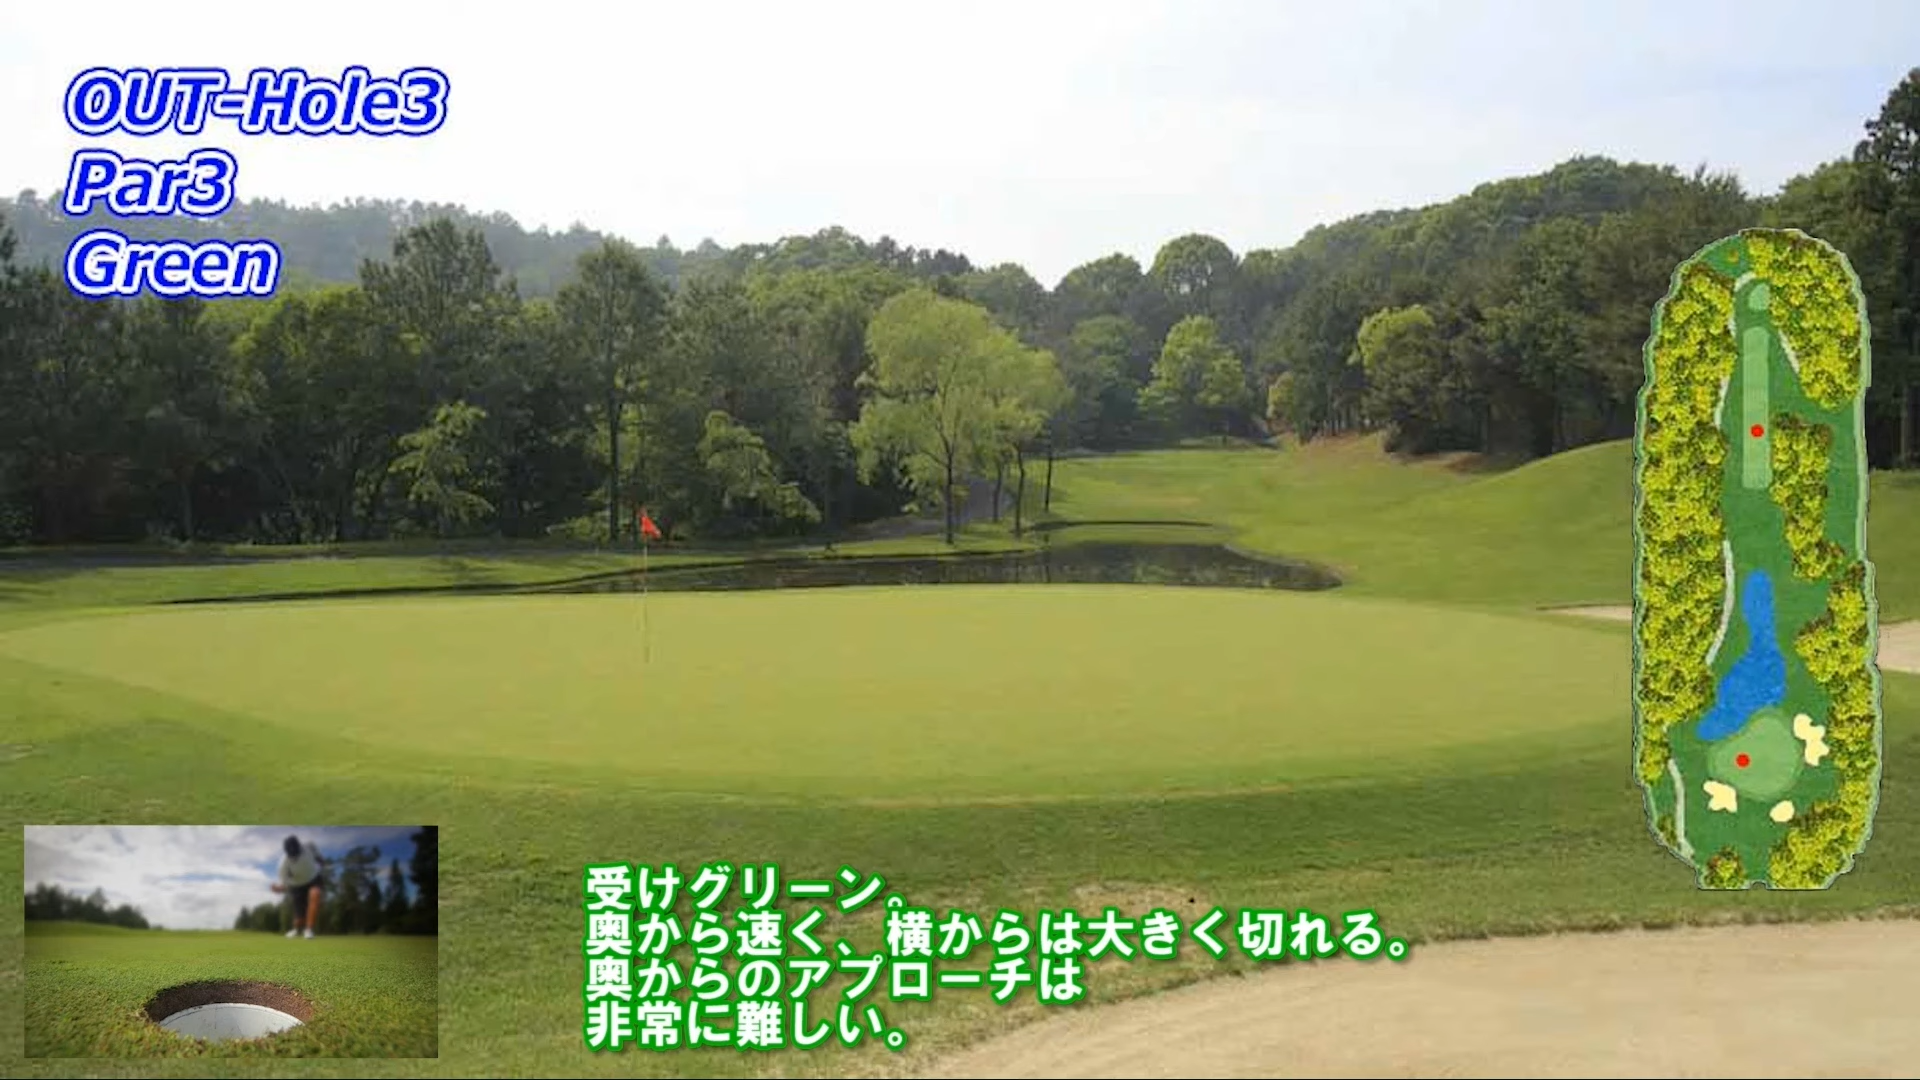 OUT-Hole3
Par3
Green
受けグリーン。
奥から速く、横からは大きく切れる。
奥からのアプローチは
非常に難しい。